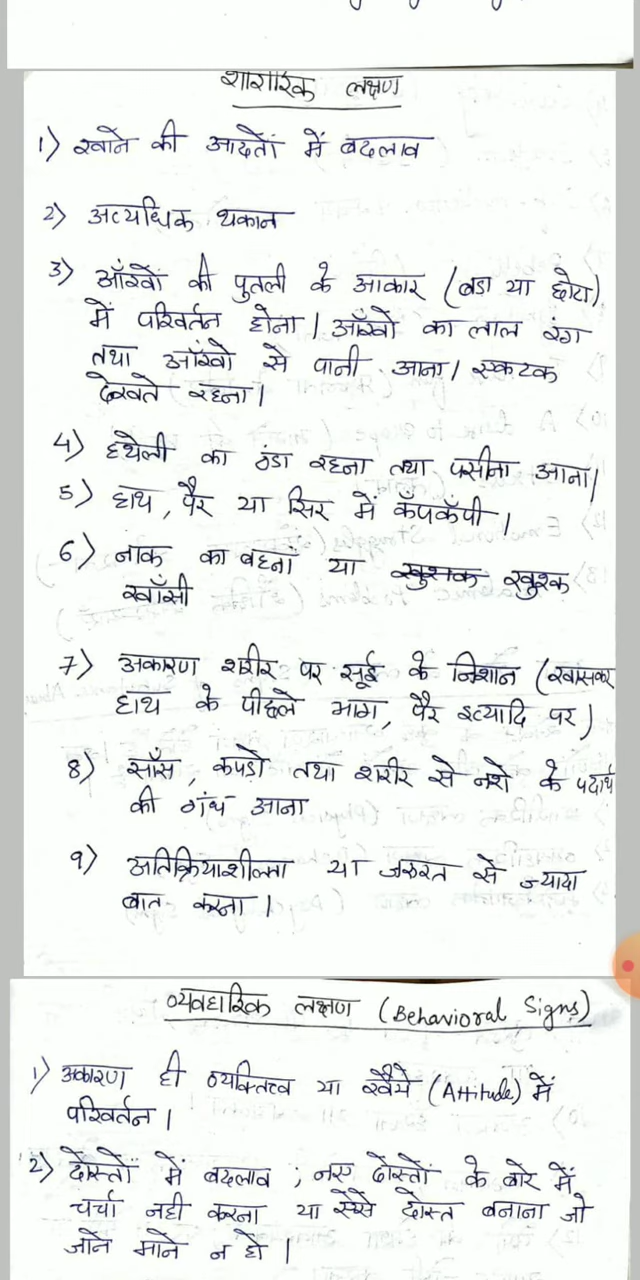 शारीरिक लक्षण
1) खाने की आदतों में बदलाव
2) अत्यधिक थकान
3) आँखों की पुतली के आकार (बडा या छोटा)
में परिवर्तन होना। आँखो का लाल रंग
तथा आँखो से पानी आना। एकटक
देखते रहना।
4) हथेली का ठंडा रहना तथा पसीना आना।
5) हाथ, पैर या सिर में कँपकँपी।
6) नाक का बहना या खुश्क
खाँसी
7) अकारण शरीर पर सूई के निशान (खासकर
हाथ के पीछले भाग, पैर इत्यादि पर)
8) साँस, कपड़ो तथा शरीर से नशे के पदार्थ
की गंध आना
9) अतिक्रियाशीलता या जरुरत से ज्यादा
बात करना।
व्यवहारिक लक्षण (Behavioral Signs)
1) अकारण ही व्यक्तित्व या रवैये (Attitude) में
परिवर्तन।
2) दोस्तों में बदलाव; नए दोस्तों के बारे में
चर्चा नही करना या ऐसे दोस्त बनाना जो
जाने माने न हो।